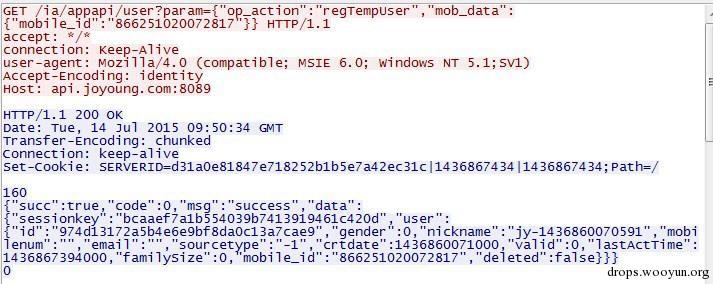 GET /ia/appapi/user?param={"op_action":"regTempUser","mob_data":
{"mobile_id":"866251020072817"}} HTTP/1.1
accept: */*
connection: Keep-Alive
user-agent: Mozilla/4.0 (compatible; MSIE 6.0; Windows NT 5.1;SV1)
Accept-Encoding: identity
Host: api.joyoung.com:8089
HTTP/1.1 200 OK
Date: Tue, 14 Jul 2015 09:50:34 GMT
Transfer-Encoding: chunked
Connection: keep-alive
Set-Cookie: SERVERID=d31a0e81847e718252b1b5e7a42ec31c|1436867434|1436867434;Path=/
160
{"succ":true,"code":0,"msg":"success","data":
{"sessionkey":"bcaaef7a1b554039b7413919461c420d","user":
{"id":"974d13172a5b4e6e9bf8da0c13a7cae9","gender":0,"nickname":"jy-1436860070591","mobi
lenum":"","email":"","sourcetype":"-1","crtdate":1436860071000,"valid":0,"lastActTime":
1436867394000,"familySize":0,"mobile_id":"866251020072817","deleted":false}}}
0
drops.wooyun.org